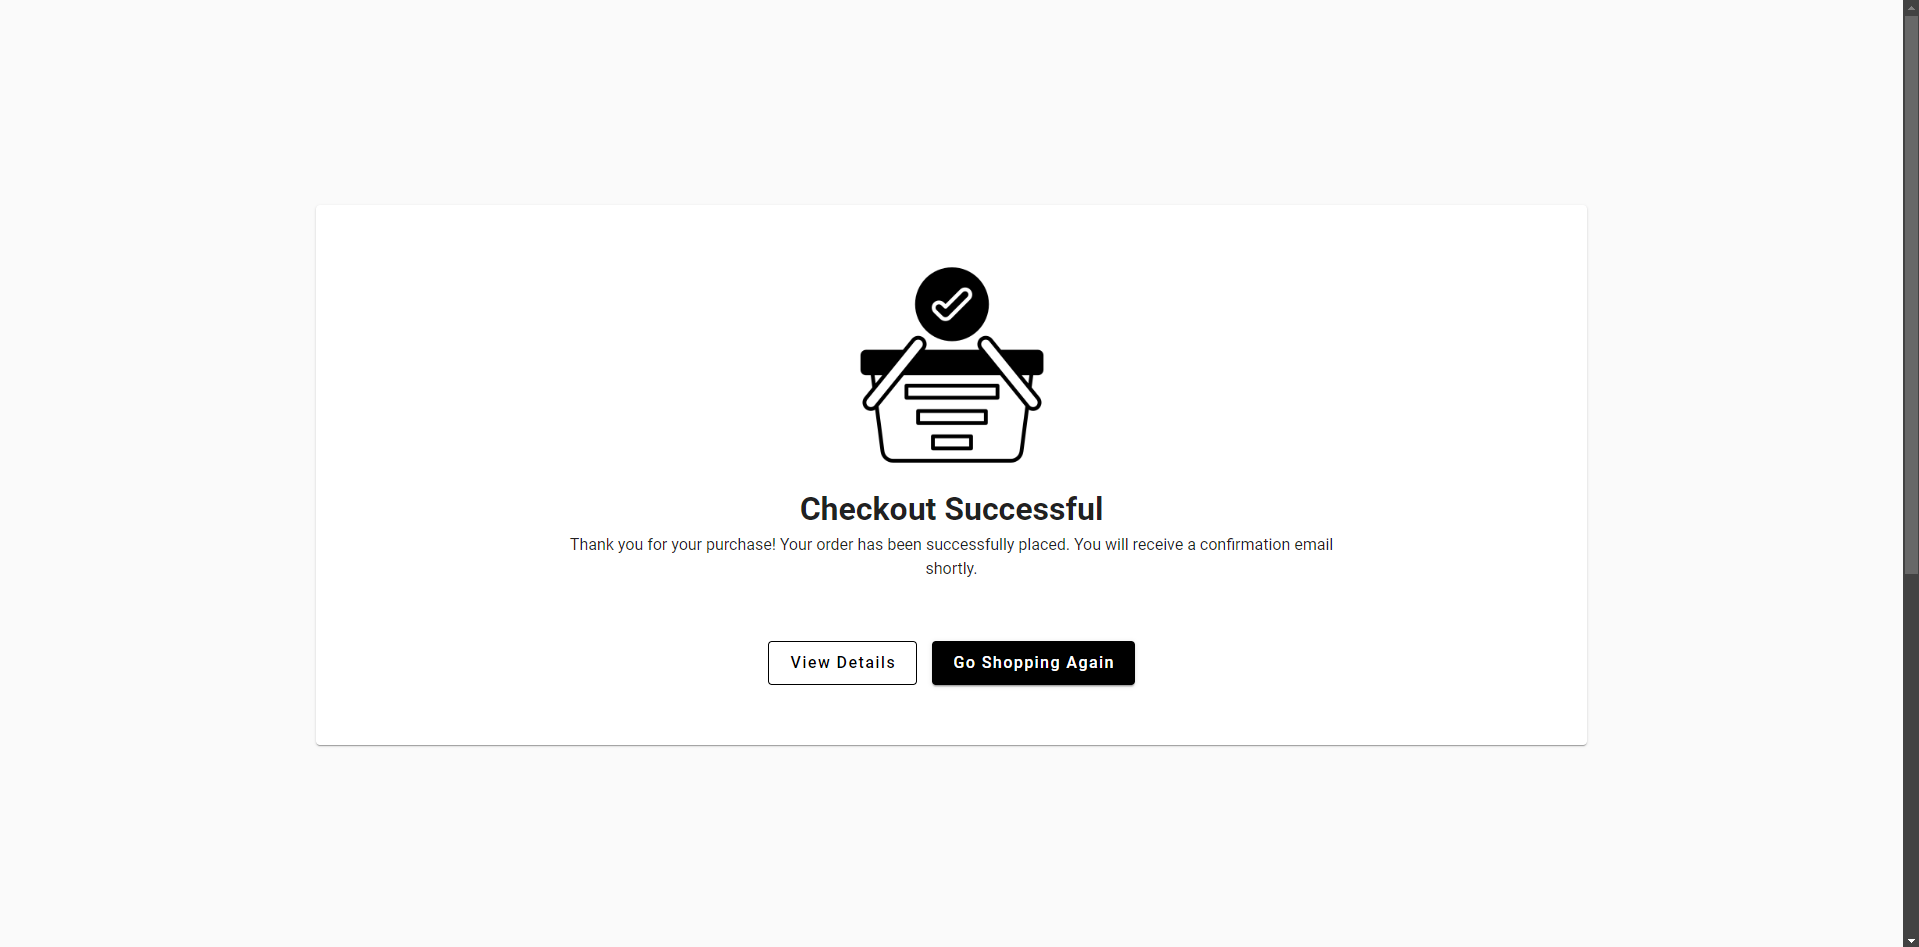 Checkout Successful
Thank you for your purchase! Your order has been successfully placed. You will receive a confirmation email
shortly.
View Details
Go Shopping Again